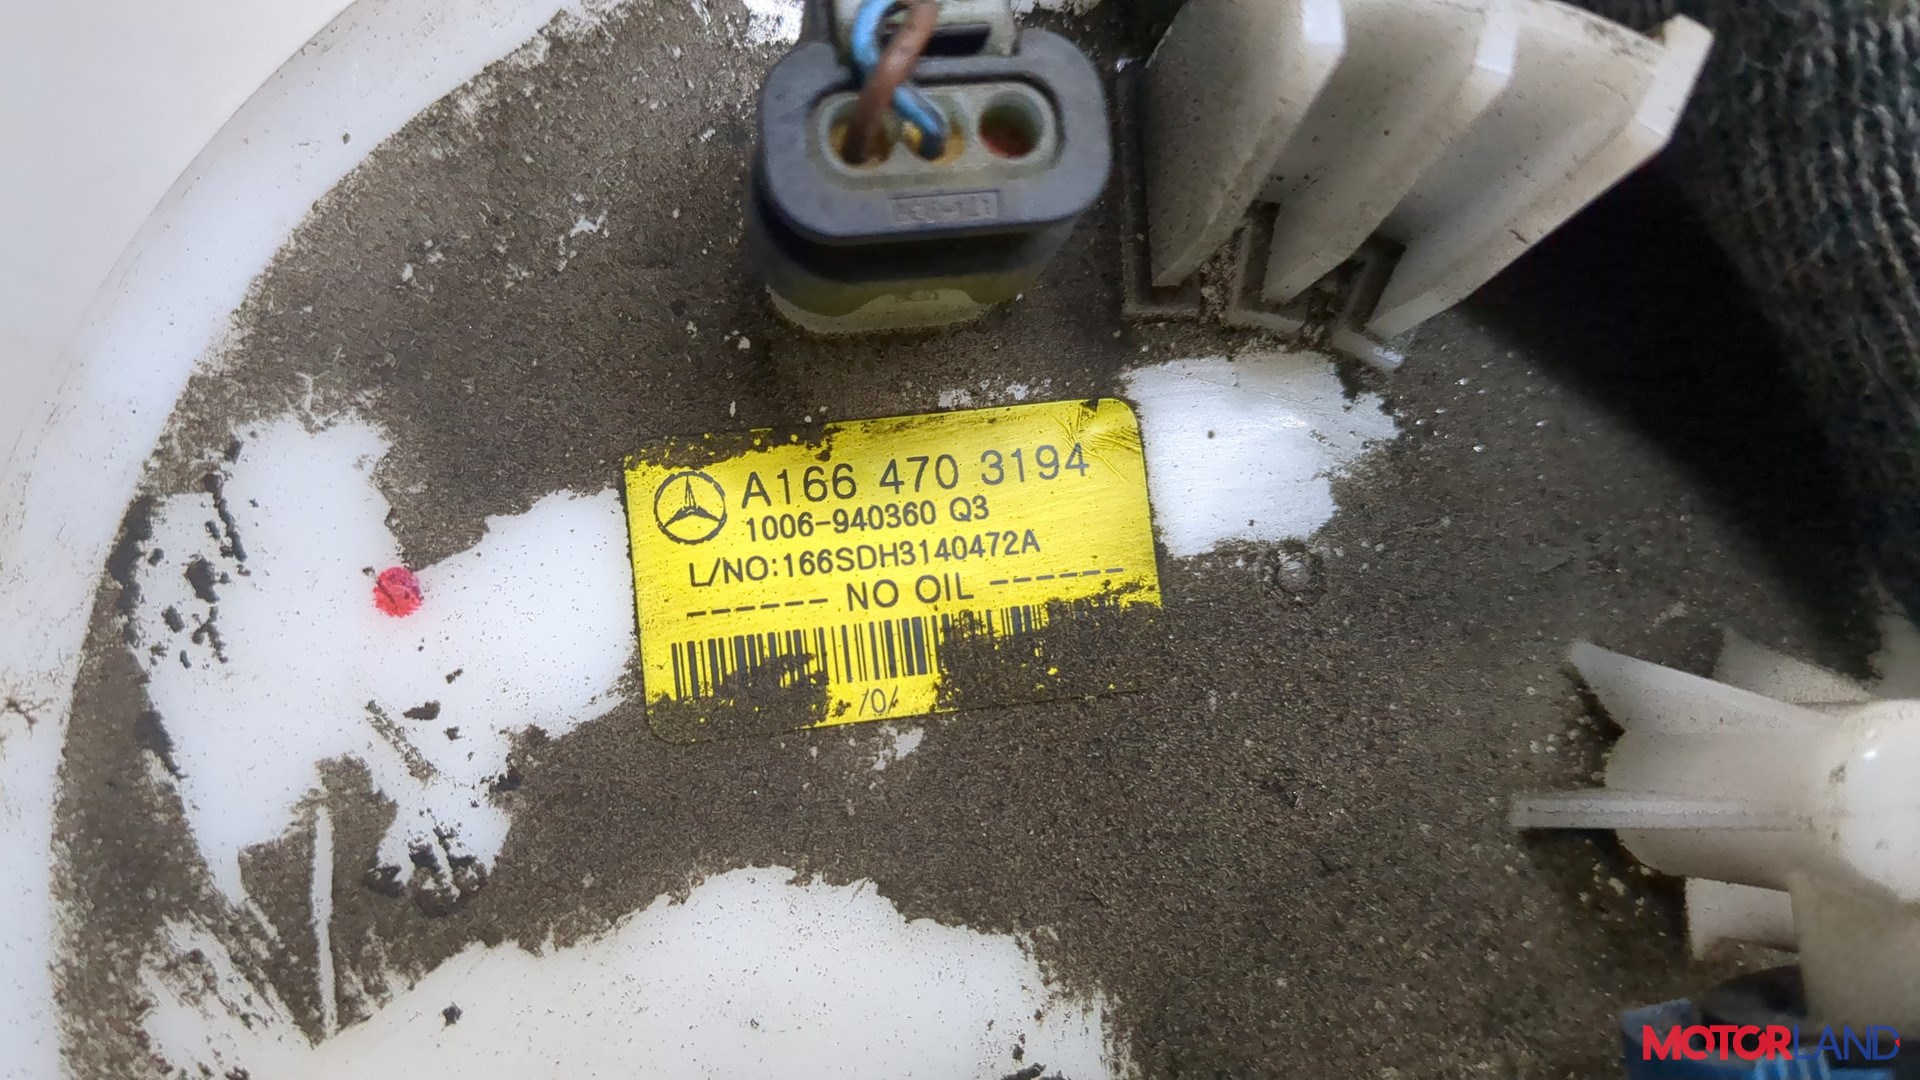 A166 470 3194
1006-940360 Q3
L/NO:166SDH3140472A
------ NO OIL ------
MOTORLAND